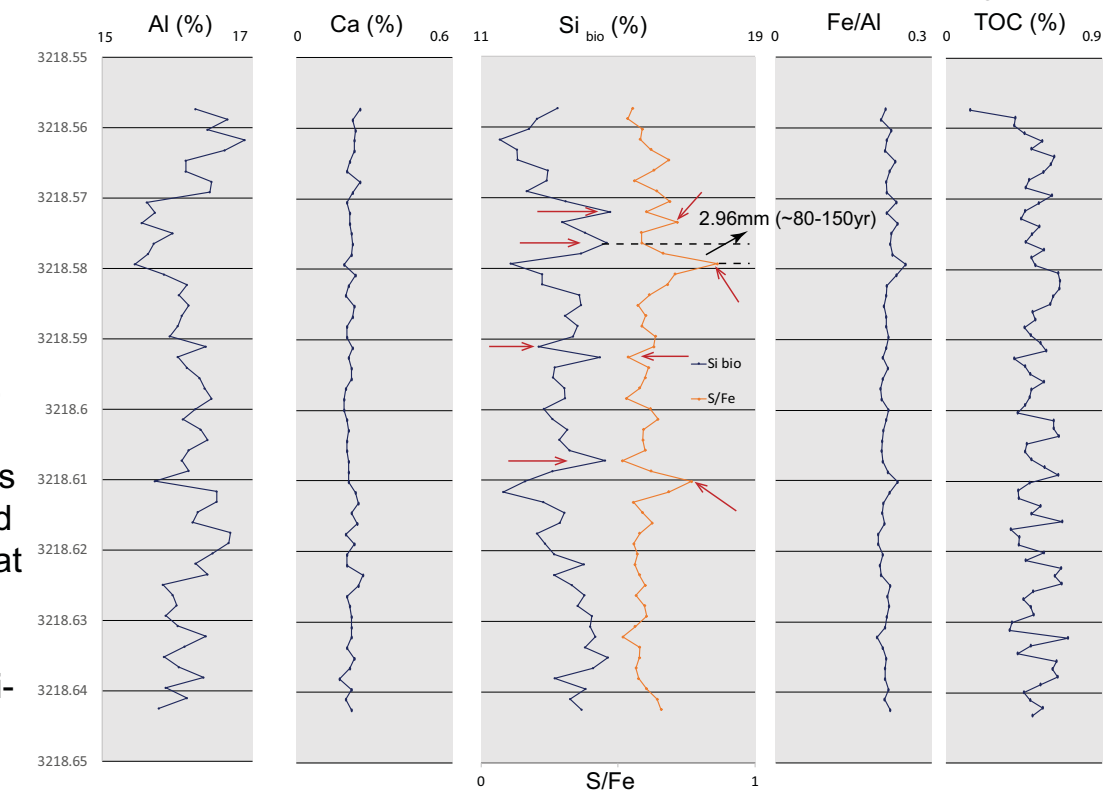 Al (%) Ca (%) Si bio (%) Fe/Al TOC (%)
15 17 0 0.6 11 19 0 0.3 0 0.9
3218.55
3218.56
3218.57
2.96mm (~80-150yr)
3218.58
3218.59
Si bio
S/Fe
3218.6
s
3218.61
d
3218.62
at
3218.63
i-
3218.64
3218.65
0 S/Fe 1